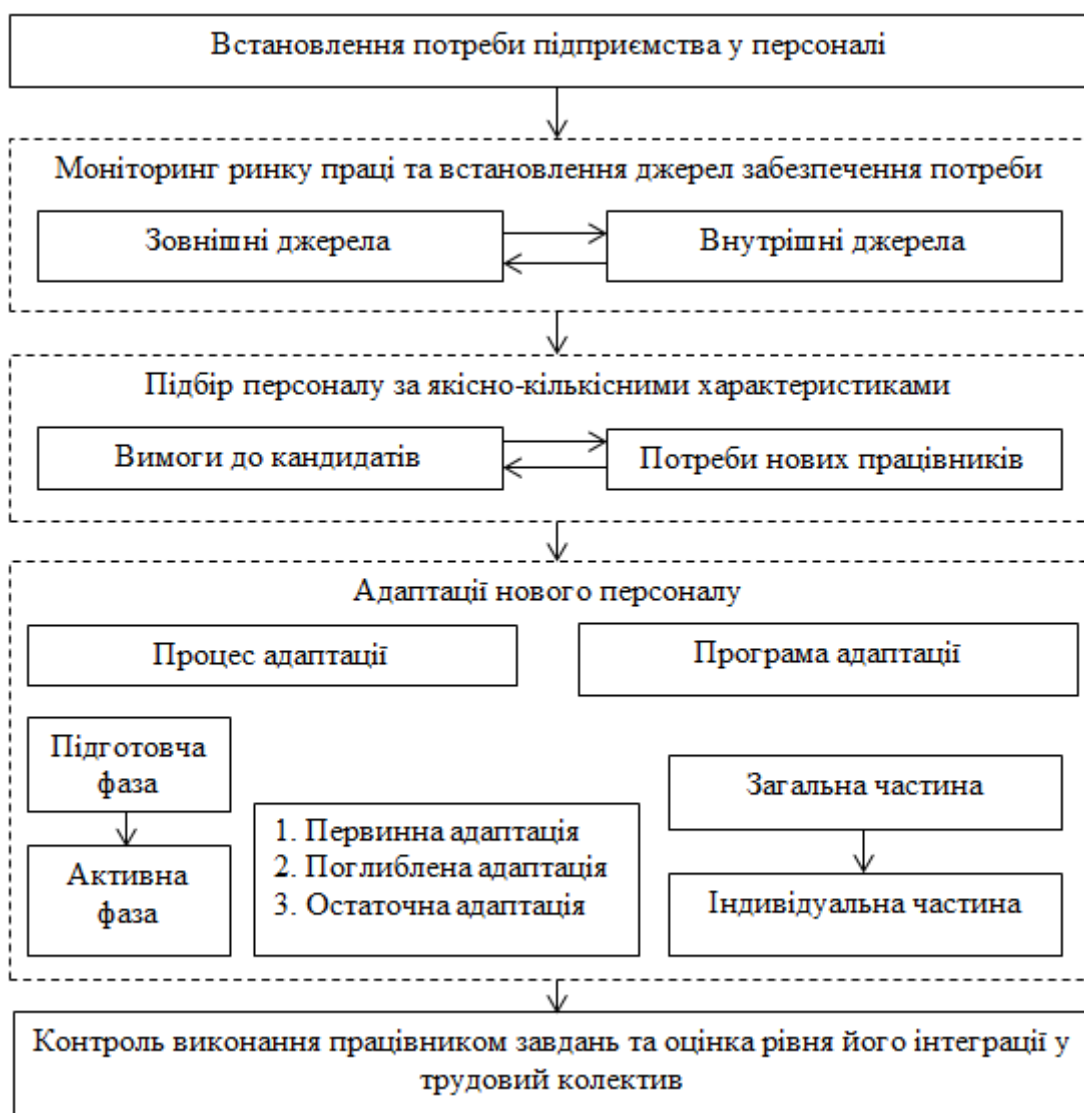 Встановлення потреби підприємства у персоналі
Моніторинг ринку праці та встановлення джерел забезпечення потреби
Зовнішні джерела
Внутрішні джерела
Підбір персоналу за якісно-кількісними характеристиками
Вимоги до кандидатів
Потреби нових працівників
Адаптації нового персоналу
Процес адаптації
Програма адаптації
Підготовча
фаза
Активна
фаза
1. Первинна адаптація
2. Поглиблена адаптація
3. Остаточна адаптація
Загальна частина
Індивідуальна частина
Контроль виконання працівником завдань та оцінка рівня його інтеграції у
трудовий колектив